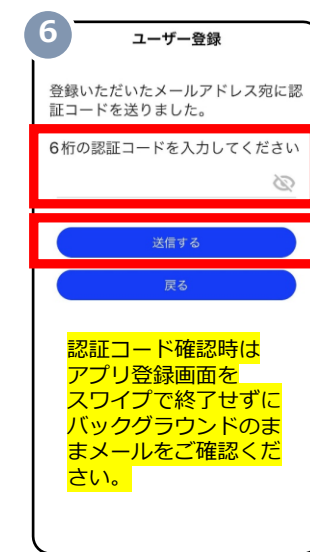 6
ユーザー登録
登録いただいたメールアドレス宛に認
証コードを送りました。
6桁の認証コードを入力してください
送信する
戻る
認証コード確認時は
アプリ登録画面を
スワイプで終了せずに
バックグラウンドのま
まメールをご確認くだ
さい。